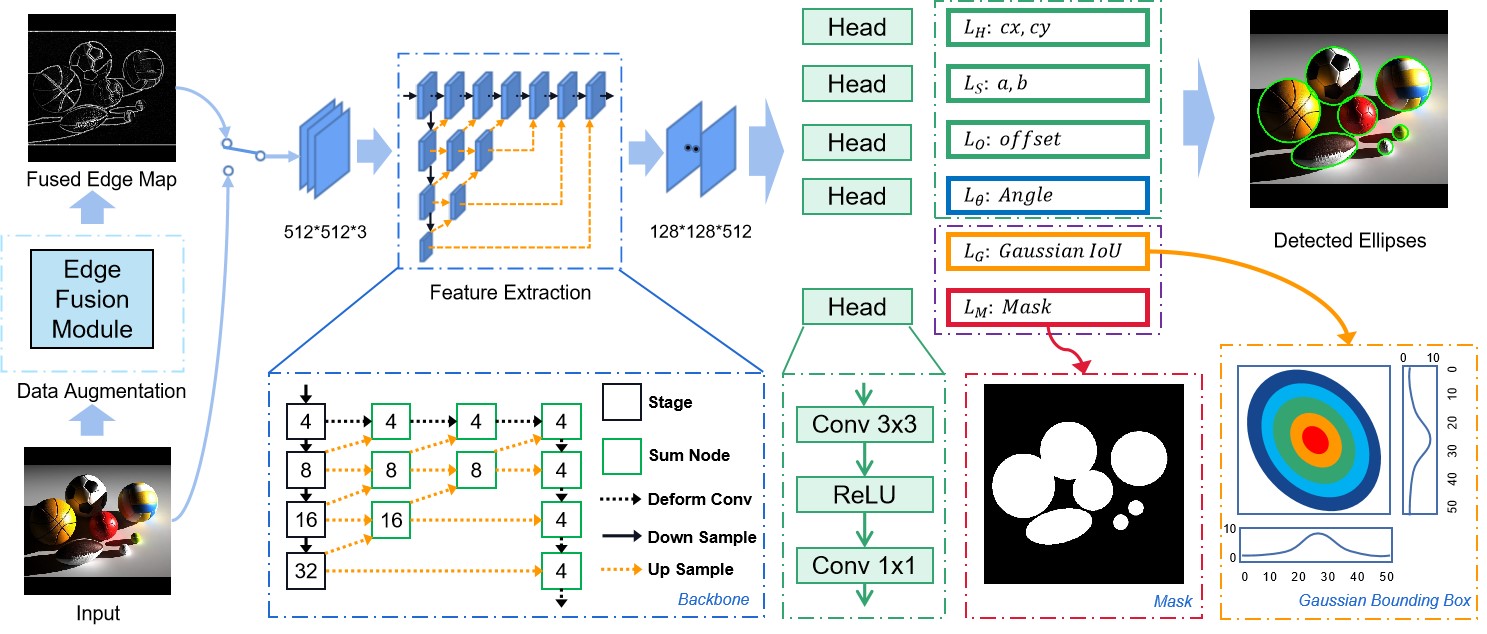 Fused Edge Map
Edge
Fusion
Module
Data Augmentation
Input
512*512*3
Feature Extraction
128*128*512
Head
Head
Head
Head
Head
L_H: cx, cy
L_S: a, b
L_O: offset
L_θ: Angle
L_G: Gaussian IoU
L_M: Mask
Detected Ellipses
4 4 4 4
8 8 8 4
16 16 4
32 4
Stage
Sum Node
Deform Conv
Down Sample
Up Sample
Backbone
Conv 3x3
ReLU
Conv 1x1
Mask
0 10
0
10
20
30
40
50
10
0
0 10 20 30 40 50
Gaussian Bounding Box